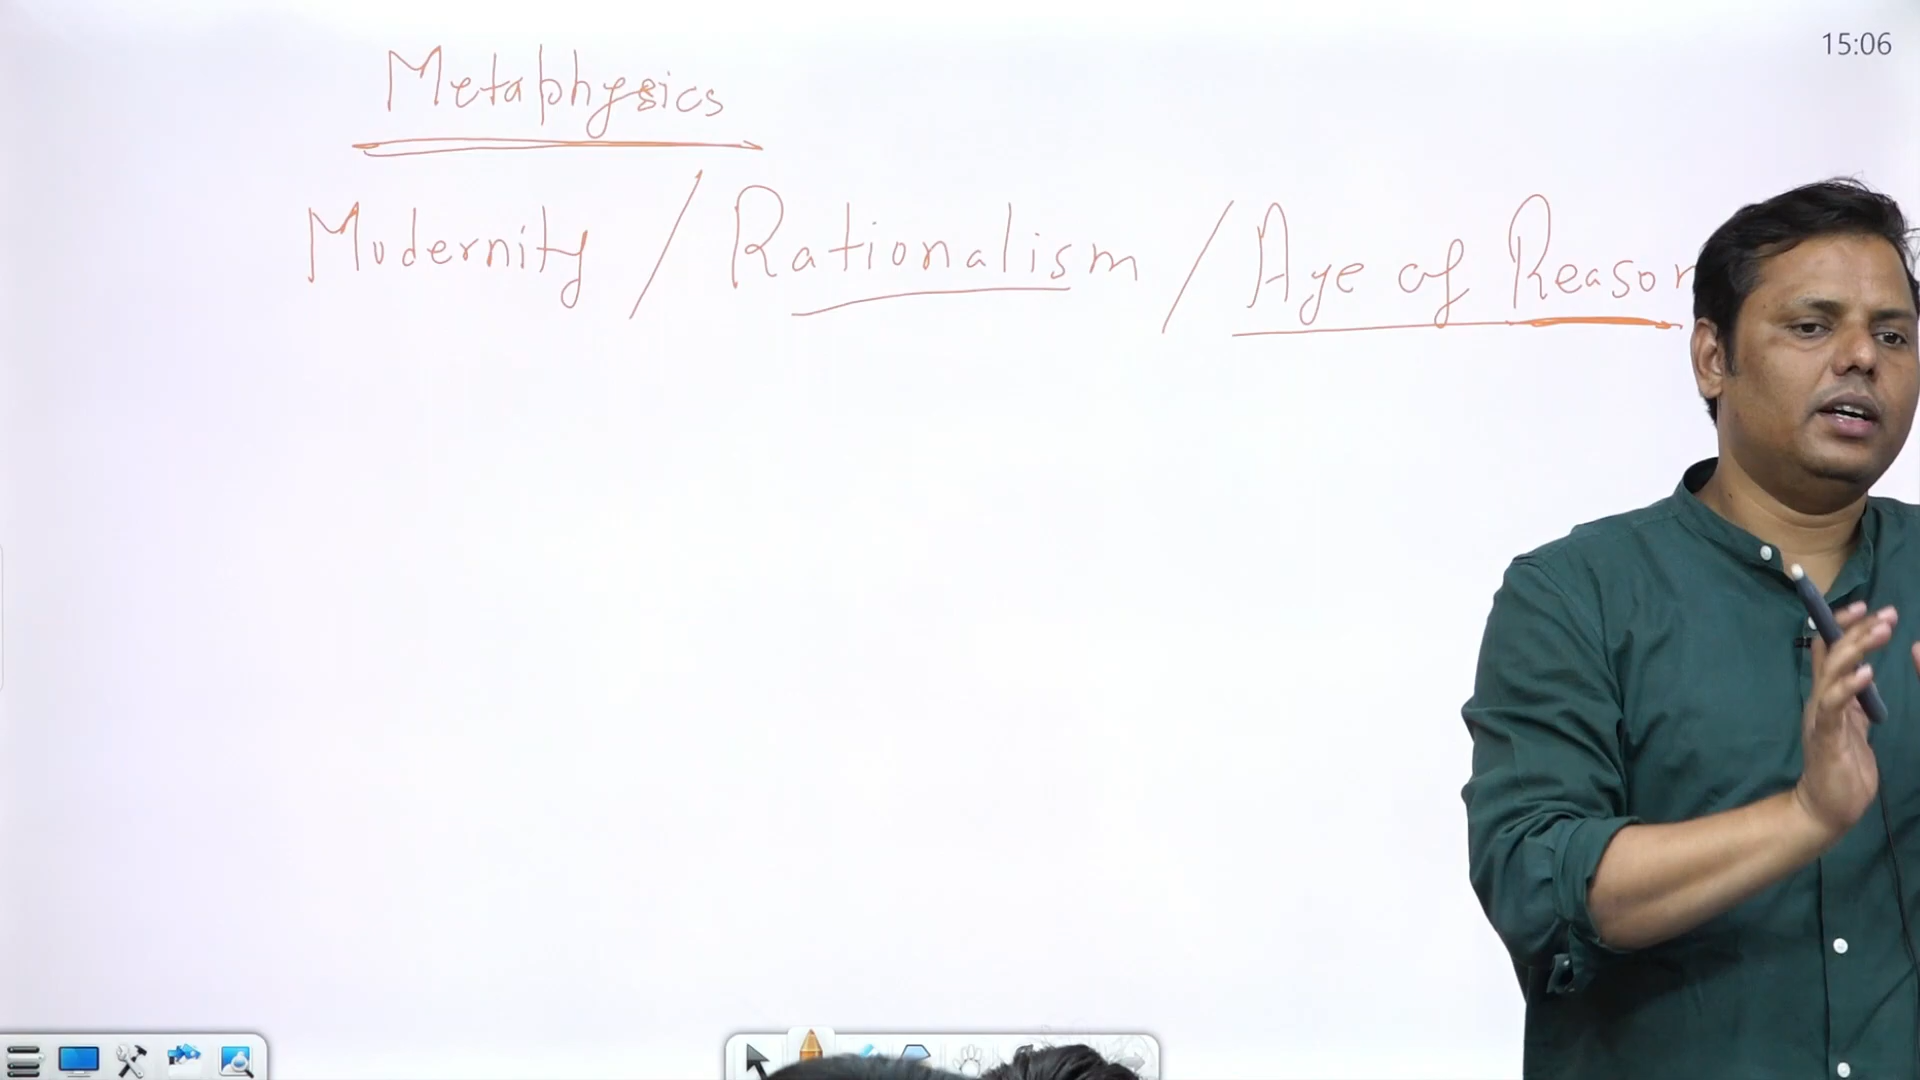 15:06
Metaphysics
Modernity / Rationalism / Age of Reason